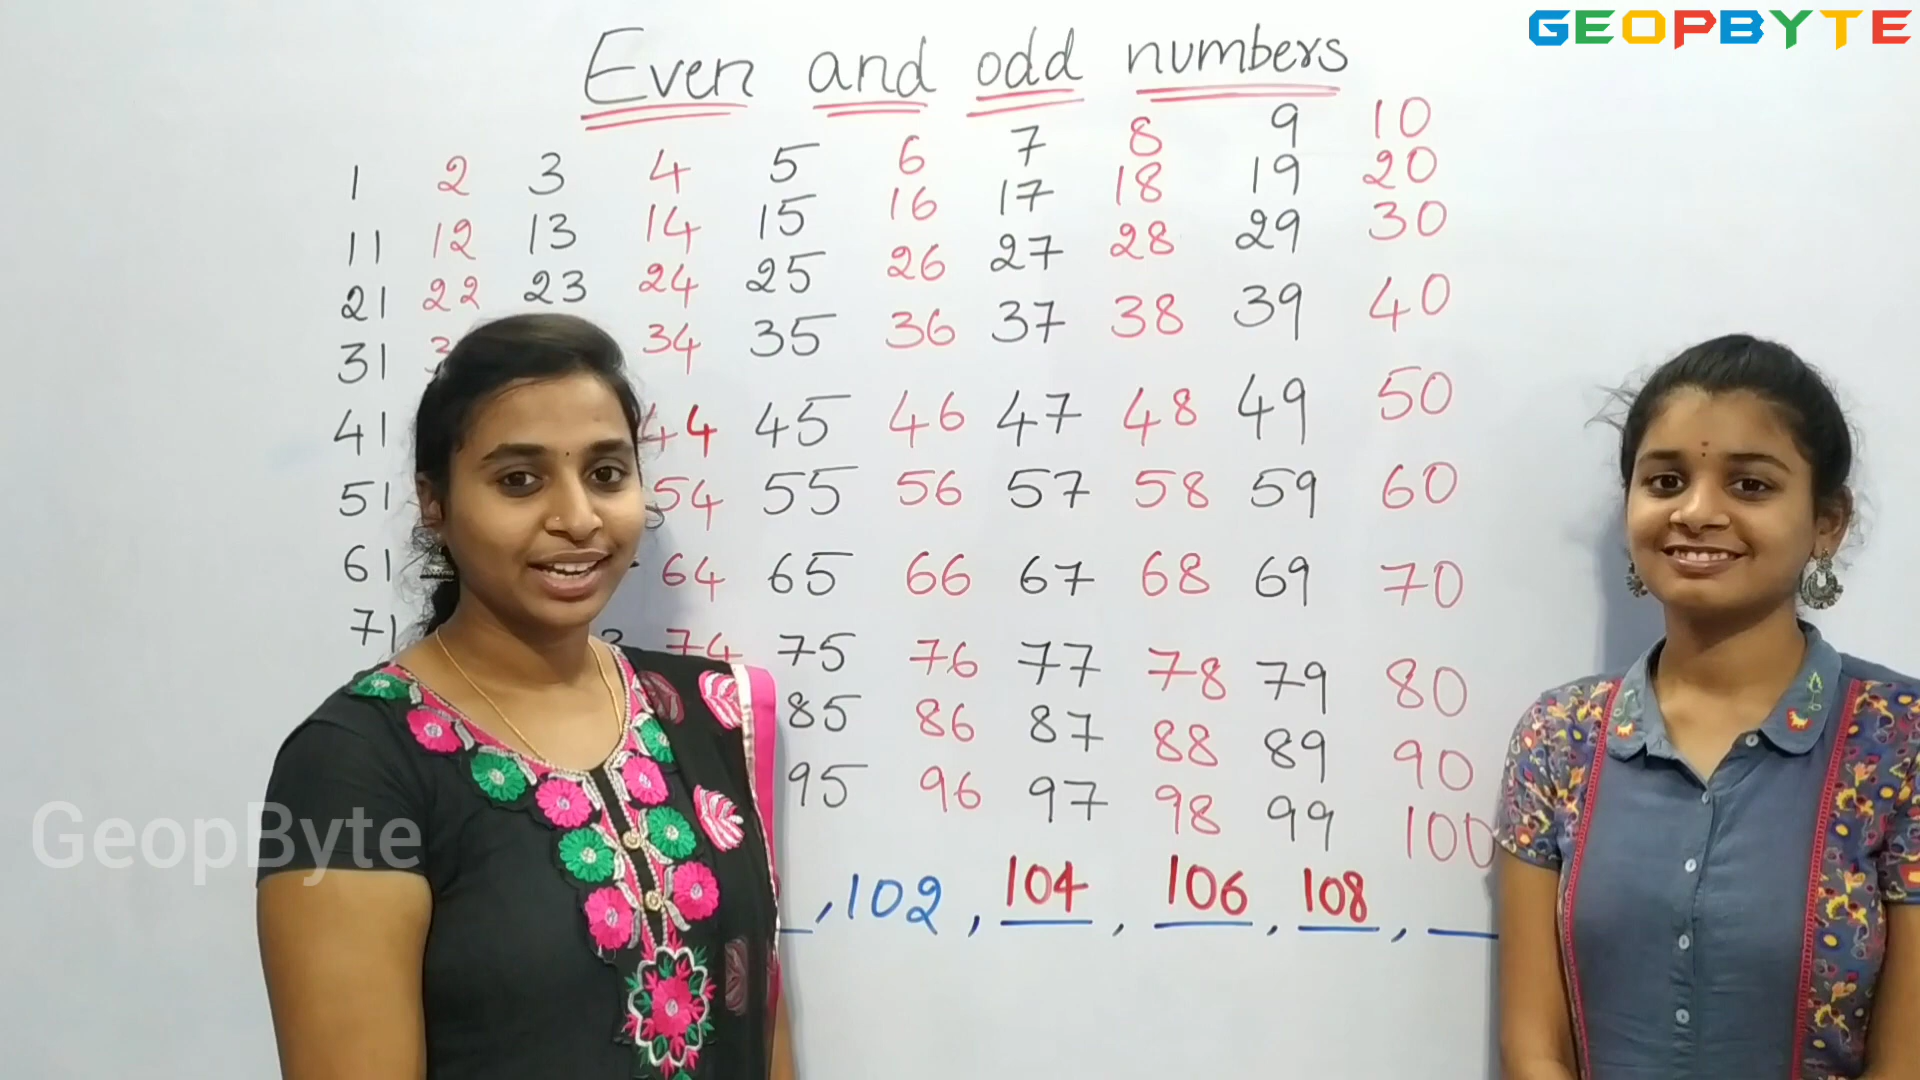 GEOPBYTE
Even and odd numbers
1 2 3 4 5 6 7 8 9 10
11 12 13 14 15 16 17 18 19 20
21 22 23 24 25 26 27 28 29 30
31 34 35 36 37 38 39 40
41 44 45 46 47 48 49 50
51 54 55 56 57 58 59 60
61 64 65 66 67 68 69 70
71 74 75 76 77 78 79 80
85 86 87 88 89 90
95 96 97 98 99 100
, 102, 104, 106, 108,
GeopByte